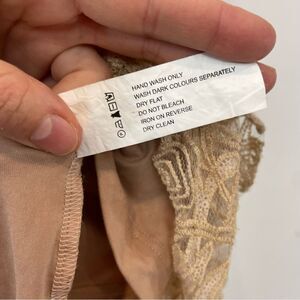 HAND WASH ONLY
WASH DARK COLOURS SEPARATELY
DRY FLAT
DO NOT BLEACH
IRON ON REVERSE
DRY CLEAN